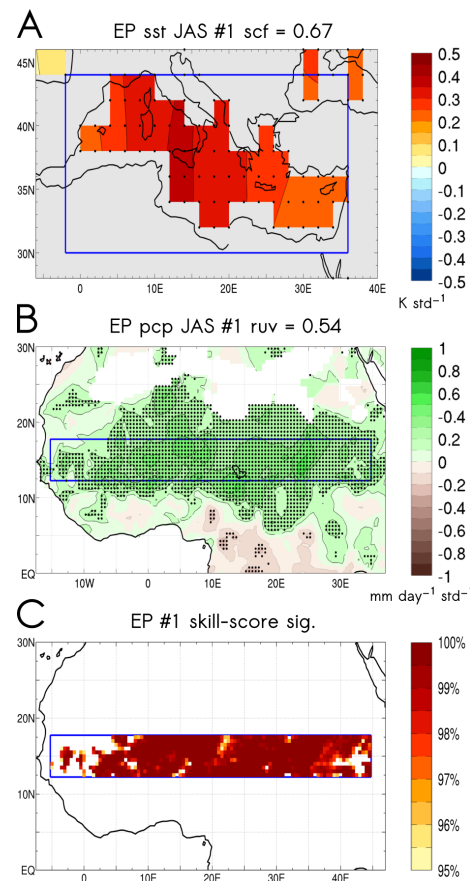 A
EP sst JAS #1 scf = 0.67
45N
40N
35N
30N
0
10E
20E
30E
40E
0.5
0.4
0.3
0.2
0.1
0
-0.1
-0.2
-0.3
-0.4
-0.5
K std⁻¹
B
EP pcp JAS #1 ruv = 0.54
30N
20N
10N
EQ
10W
0
10E
20E
30E
1
0.8
0.6
0.4
0.2
0
-0.2
-0.4
-0.6
-0.8
-1
mm day⁻¹ std⁻
C
EP #1 skill-score sig.
30N
20N
10N
EQ
0
10E
20E
30E
40E
100%
99%
98%
97%
96%
95%